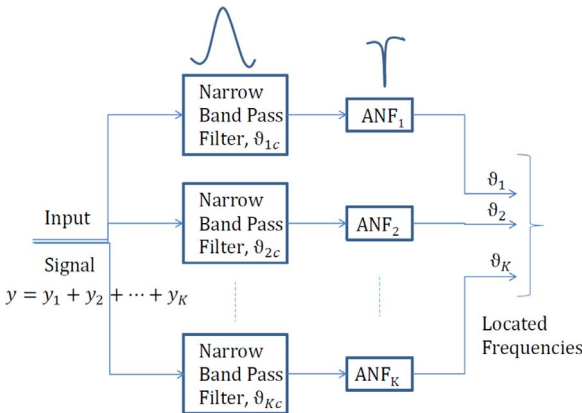 Narrow
Band Pass
Filter, ϑ₁c
ANF₁
Narrow
Band Pass
Filter, ϑ₂c
ANF₂
Narrow
Band Pass
Filter, ϑKc
ANFK
Input
Signal
y = y₁ + y₂ + ⋯ + yK
ϑ₁
ϑ₂
ϑK
Located
Frequencies